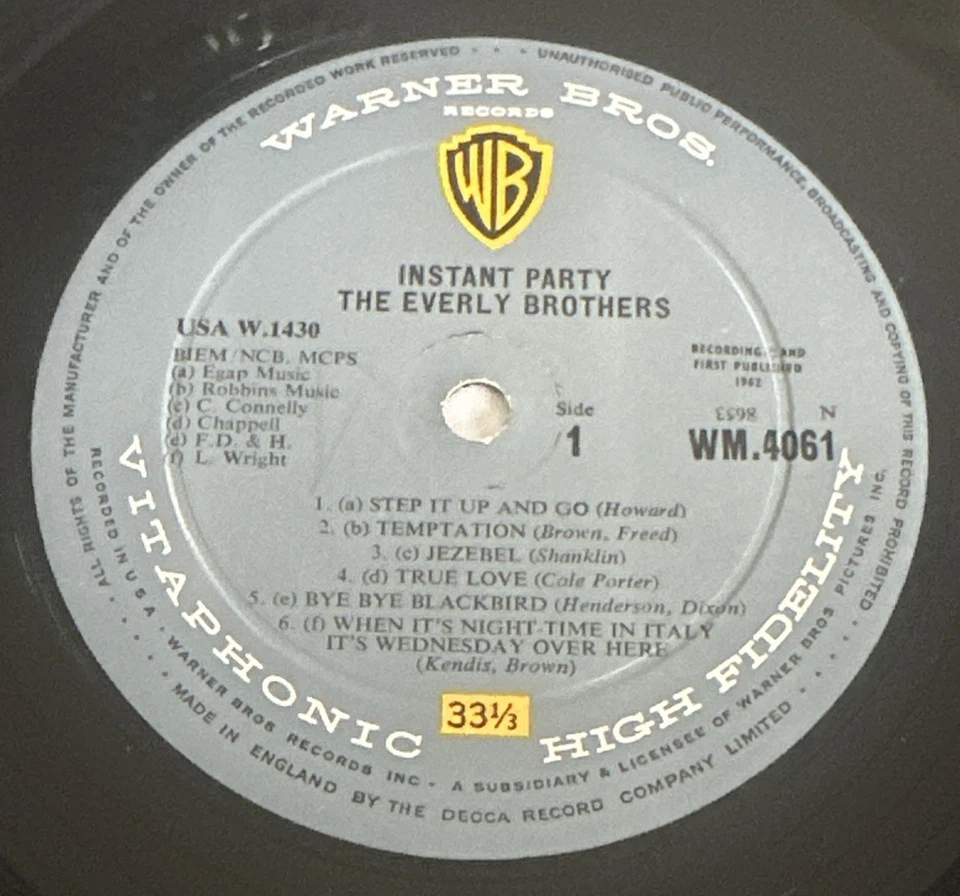 ALL RIGHTS OF THE MANUFACTURER AND OF THE OWNER OF THE RECORDED WORK RESERVED · · · UNAUTHORISED PUBLIC PERFORMANCE, BROADCASTING AND COPYING OF THIS RECORD PROHIBITED
WARNER BROS.
RECORDS
WB
INSTANT PARTY
THE EVERLY BROTHERS
USA W.1430
BIEM/NCB. MCPS
(a) Egap Music
(b) Robbins Music
(c) C. Connelly
(d) Chappell
(e) F.D. & H.
(f) L. Wright
Side
1
RECORDING AND
FIRST PUBLISHED
1962
N
WM.4061
1. (a) STEP IT UP AND GO (Howard)
2. (b) TEMPTATION (Brown, Freed)
3. (c) JEZEBEL (Shanklin)
4. (d) TRUE LOVE (Cole Porter)
5. (e) BYE BYE BLACKBIRD (Henderson, Dixon)
6. (f) WHEN IT'S NIGHT-TIME IN ITALY
IT'S WEDNESDAY OVER HERE
(Kendis, Brown)
33⅓
VITAPHONIC HIGH FIDELITY
RECORDED IN U S A · WARNER BROS RECORDS INC · A SUBSIDIARY & LICENSEE OF WARNER BROS PICTURES INC.
MADE IN ENGLAND BY THE DECCA RECORD COMPANY LIMITED